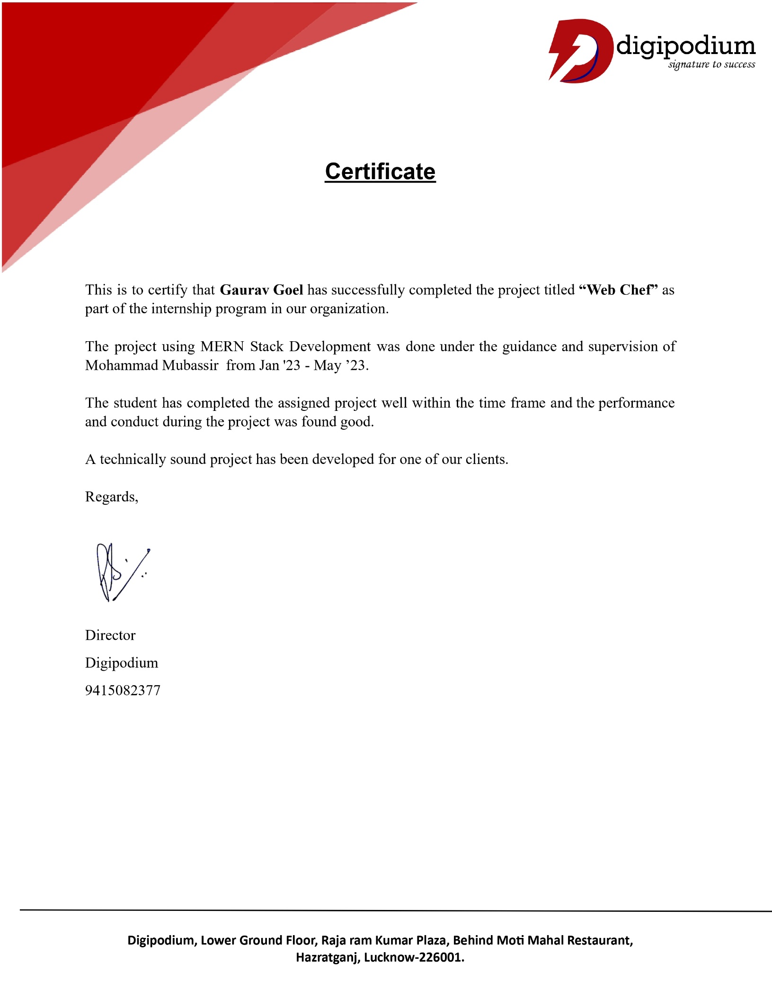 digipodium
signature to success
Certificate
This is to certify that Gaurav Goel has successfully completed the project titled “Web Chef” as
part of the internship program in our organization.
The project using MERN Stack Development was done under the guidance and supervision of
Mohammad Mubassir  from Jan '23 - May ’23.
The student has completed the assigned project well within the time frame and the performance
and conduct during the project was found good.
A technically sound project has been developed for one of our clients.
Regards,
Director
Digipodium
9415082377
Digipodium, Lower Ground Floor, Raja ram Kumar Plaza, Behind Moti Mahal Restaurant,
Hazratganj, Lucknow-226001.